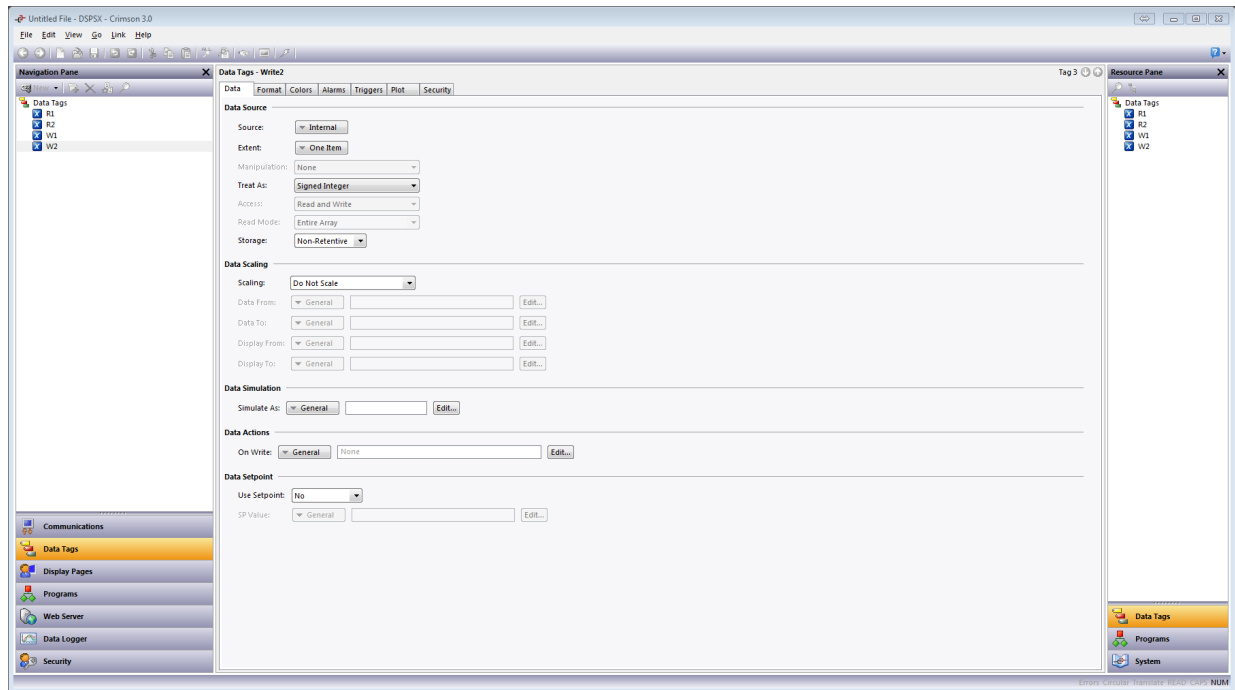 Untitled File - DSPSX - Crimson 3.0
File Edit View Go Link Help
Navigation Pane
New
Data Tags
R1
R2
W1
W2
Communications
Data Tags
Display Pages
Programs
Web Server
Data Logger
Security
Data Tags - Write2 Tag 3
Data Format Colors Alarms Triggers Plot Security
Data Source
Source: Internal
Extent: One Item
Manipulation: None
Treat As: Signed Integer
Access: Read and Write
Read Mode: Entire Array
Storage: Non-Retentive
Data Scaling
Scaling: Do Not Scale
Data From: General Edit...
Data To: General Edit...
Display From: General Edit...
Display To: General Edit...
Data Simulation
Simulate As: General Edit...
Data Actions
On Write: General None Edit...
Data Setpoint
Use Setpoint: No
SP Value: General Edit...
Resource Pane
Data Tags
R1
R2
W1
W2
Data Tags
Programs
System
Errors Circular Translate READ CAPS NUM